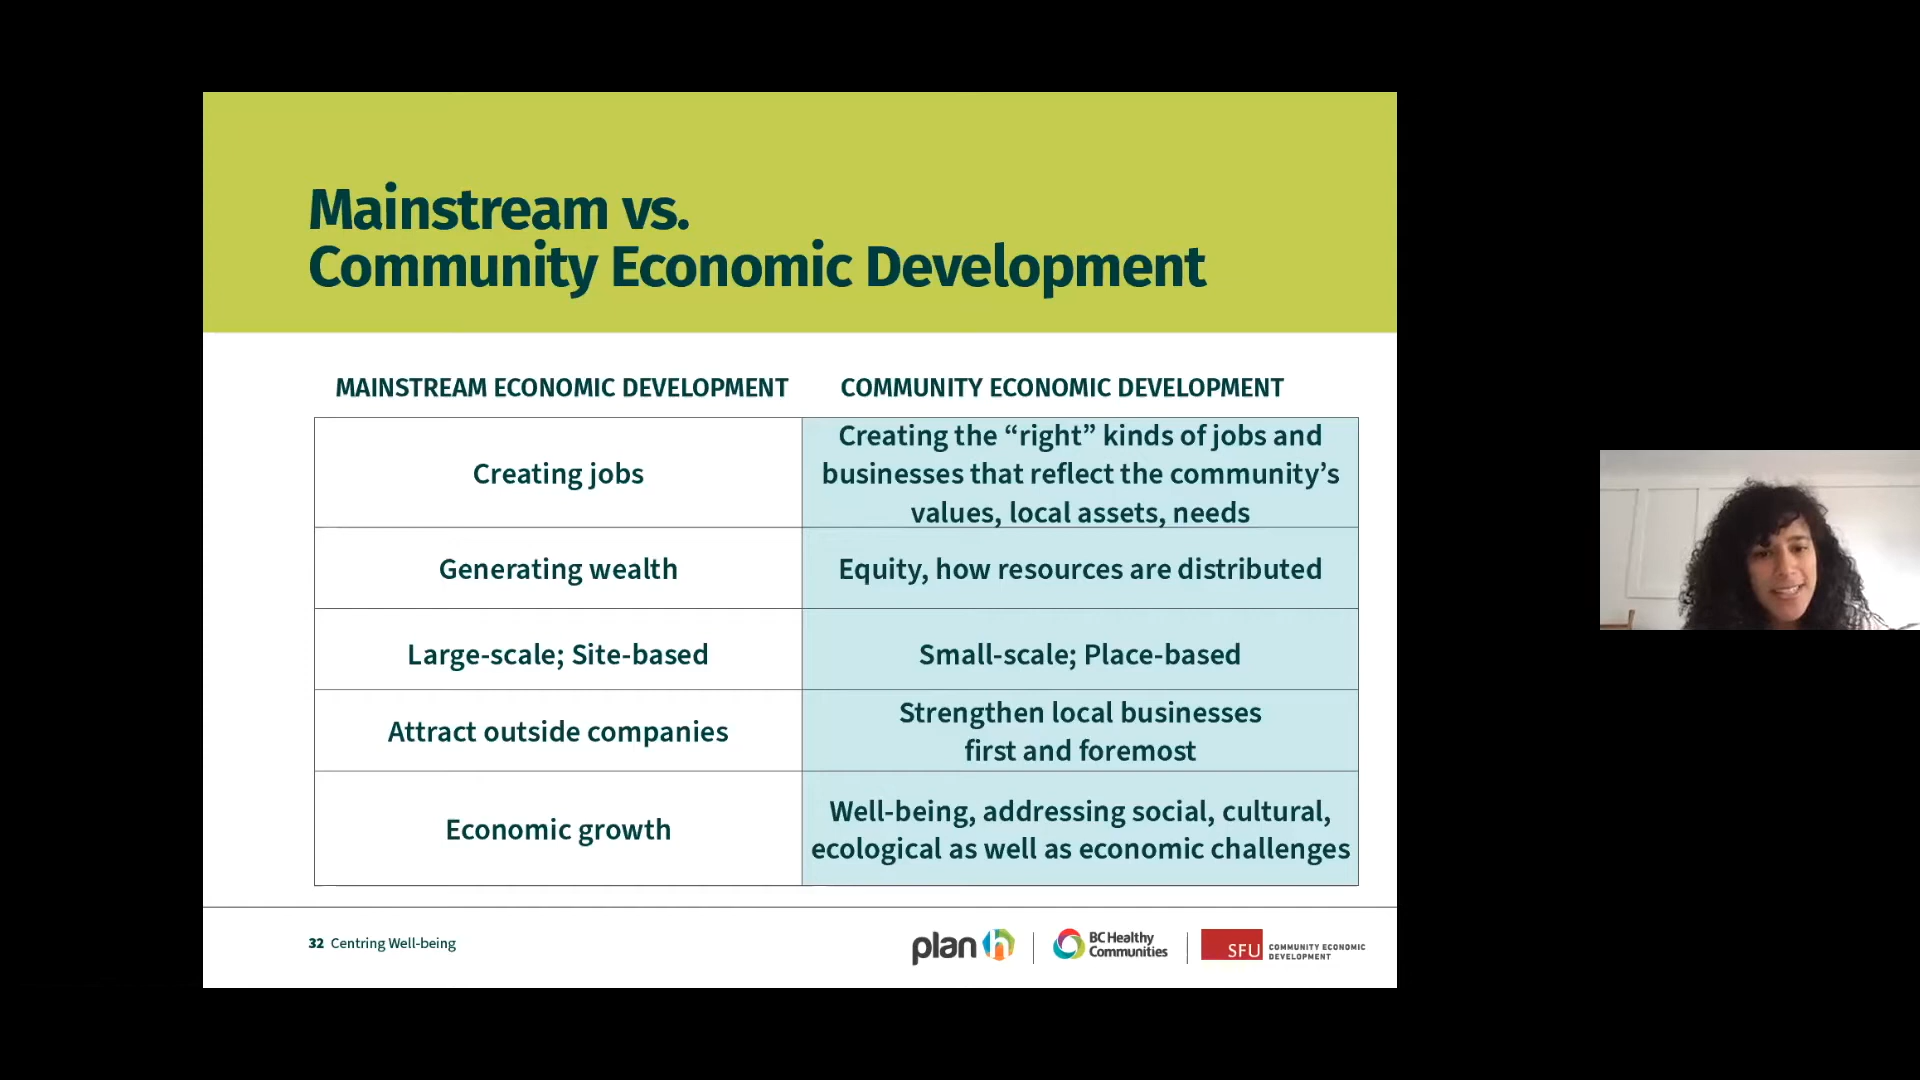 Mainstream vs.
Community Economic Development
MAINSTREAM ECONOMIC DEVELOPMENT
COMMUNITY ECONOMIC DEVELOPMENT
Creating jobs
Creating the “right” kinds of jobs and
businesses that reflect the community’s
values, local assets, needs
Generating wealth
Equity, how resources are distributed
Large-scale; Site-based
Small-scale; Place-based
Attract outside companies
Strengthen local businesses
first and foremost
Economic growth
Well-being, addressing social, cultural,
ecological as well as economic challenges
32 Centring Well-being
plan h
BC Healthy
Communities
SFU
COMMUNITY ECONOMIC
DEVELOPMENT